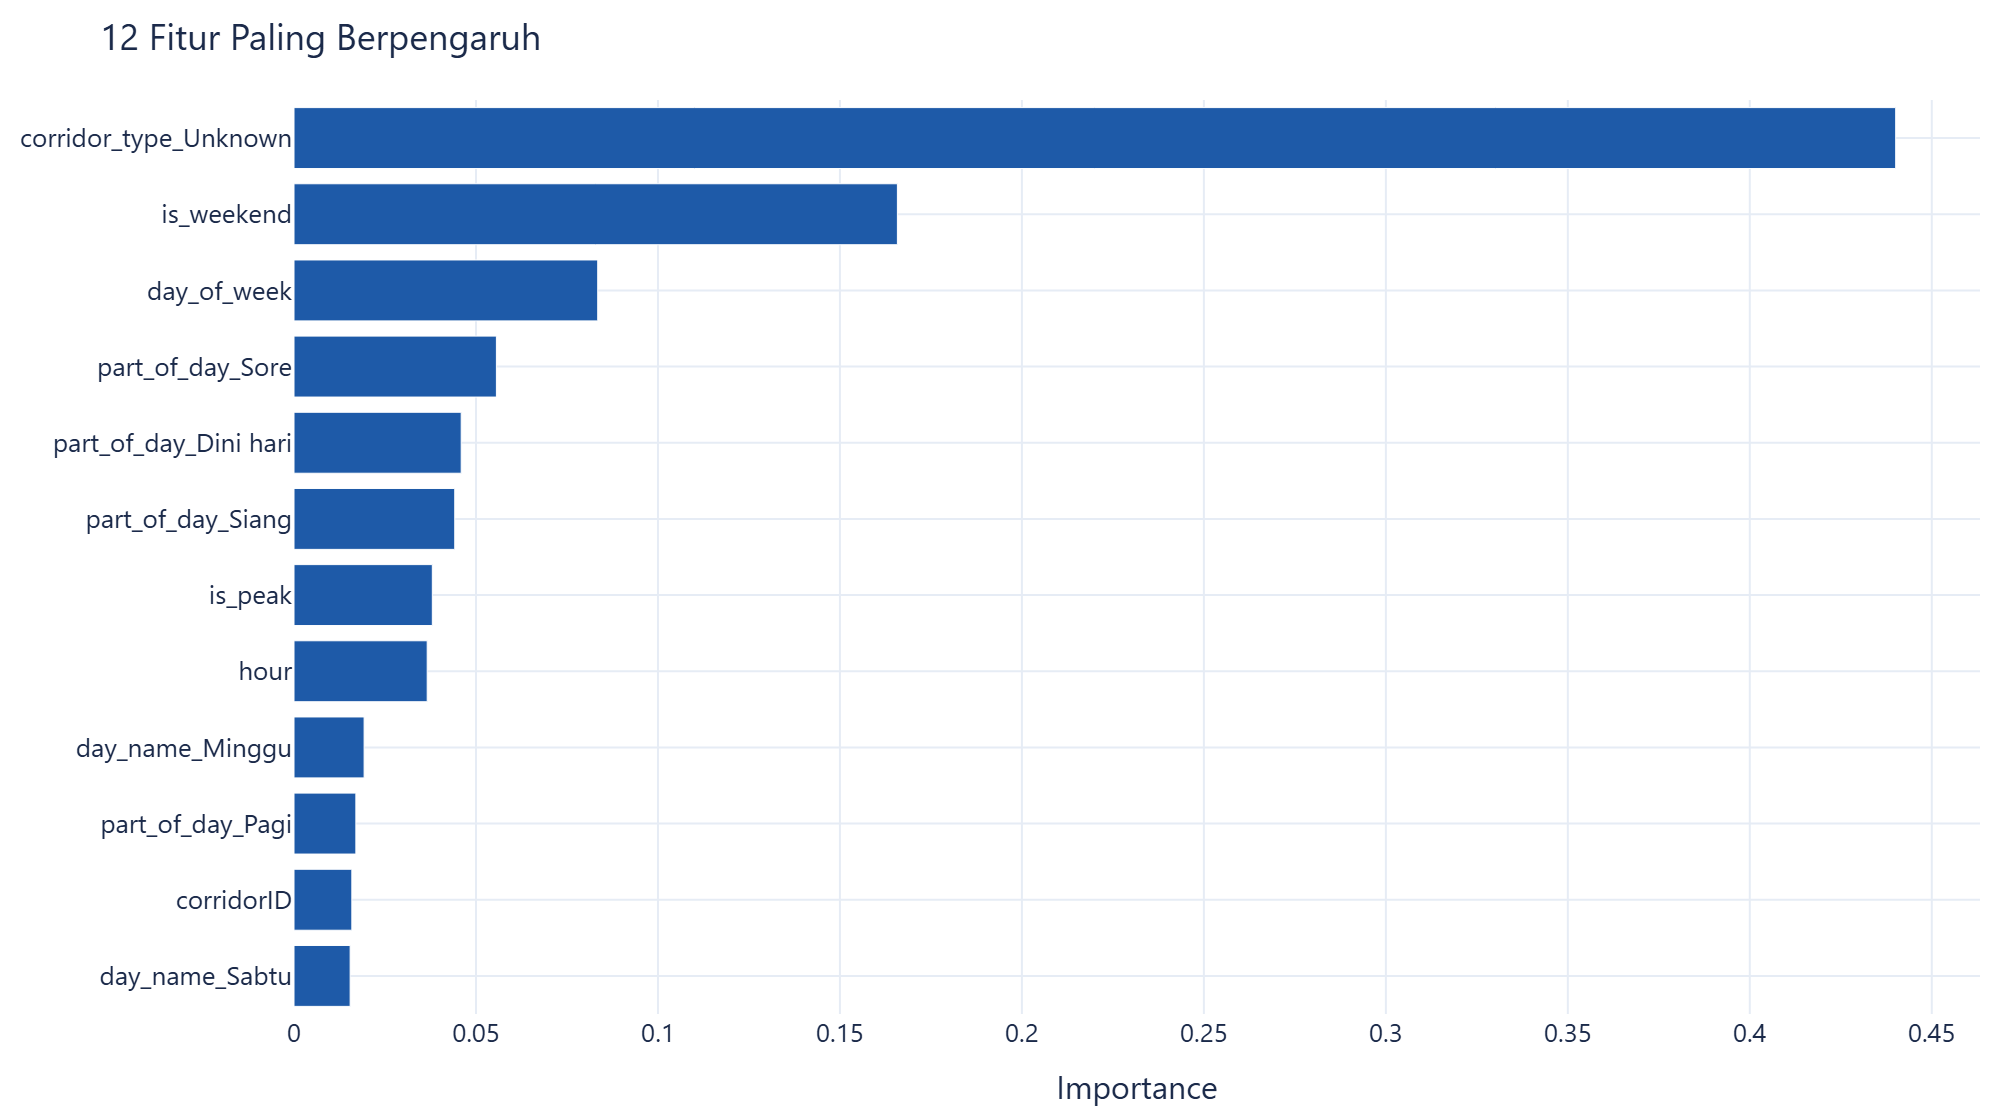 12 Fitur Paling Berpengaruh
corridor_type_Unknown
is_weekend
day_of_week
part_of_day_Sore
part_of_day_Dini hari
part_of_day_Siang
is_peak
hour
day_name_Minggu
part_of_day_Pagi
corridorID
day_name_Sabtu
0 0.05 0.1 0.15 0.2 0.25 0.3 0.35 0.4 0.45
Importance